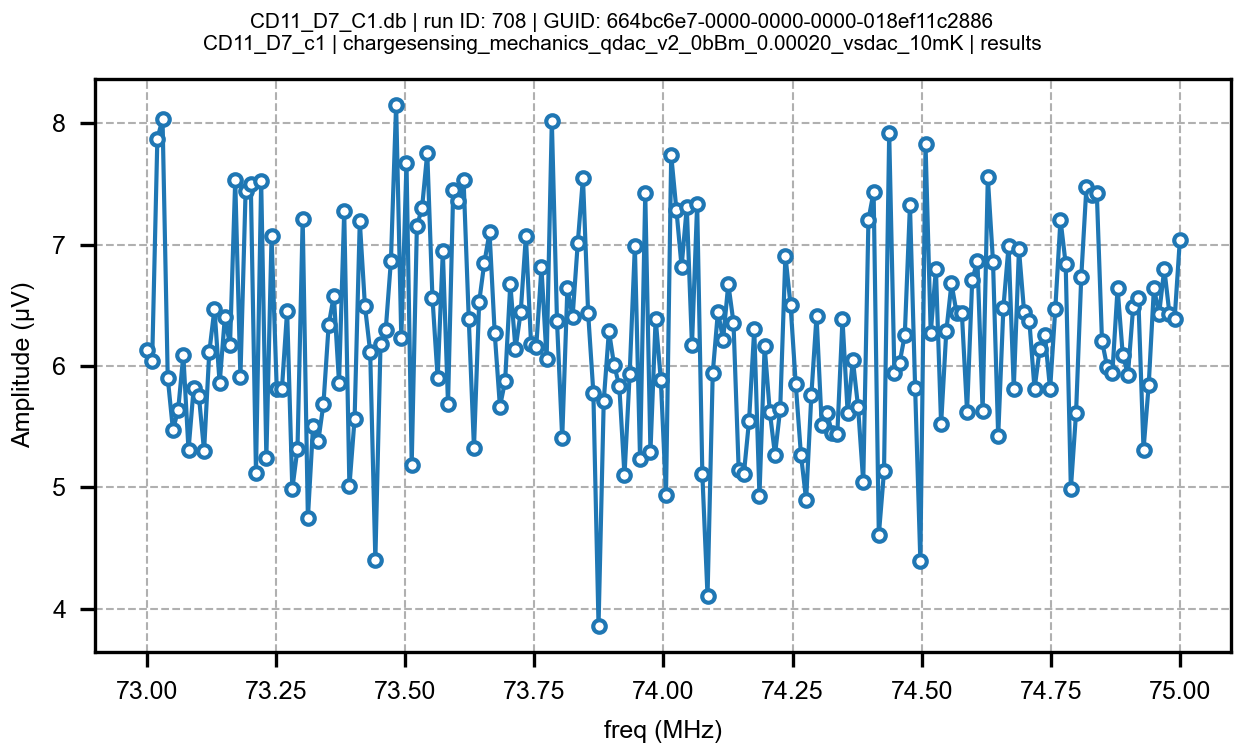 CD11_D7_C1.db | run ID: 708 | GUID: 664bc6e7-0000-0000-0000-018ef11c2886
CD11_D7_c1 | chargesensing_mechanics_qdac_v2_0bBm_0.00020_vsdac_10mK | results
8
7
6
5
4
Amplitude (μV)
73.00 73.25 73.50 73.75 74.00 74.25 74.50 74.75 75.00
freq (MHz)